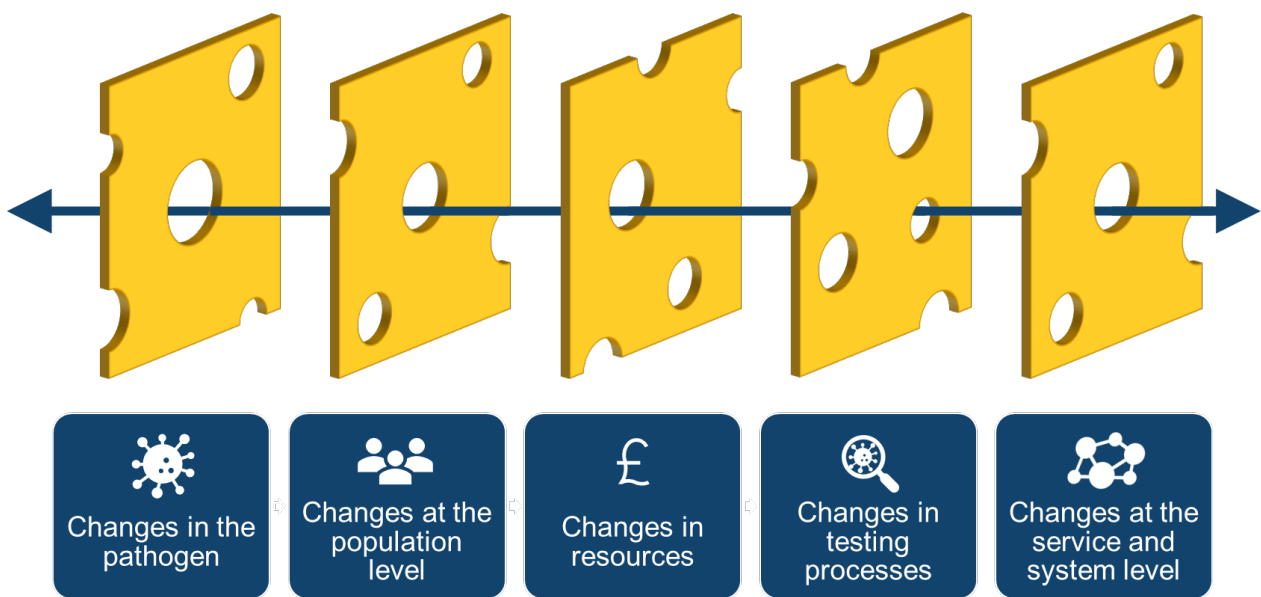 Changes in the
pathogen
Changes at the
population
level
£
Changes in
resources
Changes in
testing
processes
Changes at the
service and
system level